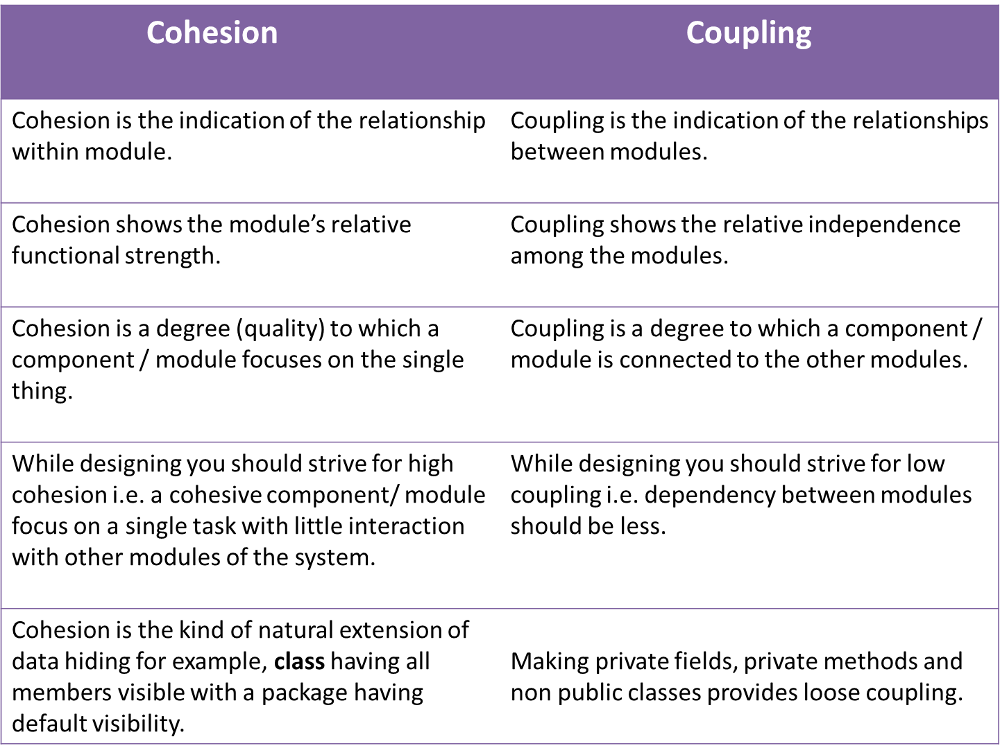 Cohesion
Coupling
Cohesion is the indication of the relationship
within module.
Coupling is the indication of the relationships
between modules.
Cohesion shows the module’s relative
functional strength.
Coupling shows the relative independence
among the modules.
Cohesion is a degree (quality) to which a
component / module focuses on the single
thing.
Coupling is a degree to which a component /
module is connected to the other modules.
While designing you should strive for high
cohesion i.e. a cohesive component/ module
focus on a single task with little interaction
with other modules of the system.
While designing you should strive for low
coupling i.e. dependency between modules
should be less.
Cohesion is the kind of natural extension of
data hiding for example, class having all
members visible with a package having
default visibility.
Making private fields, private methods and
non public classes provides loose coupling.